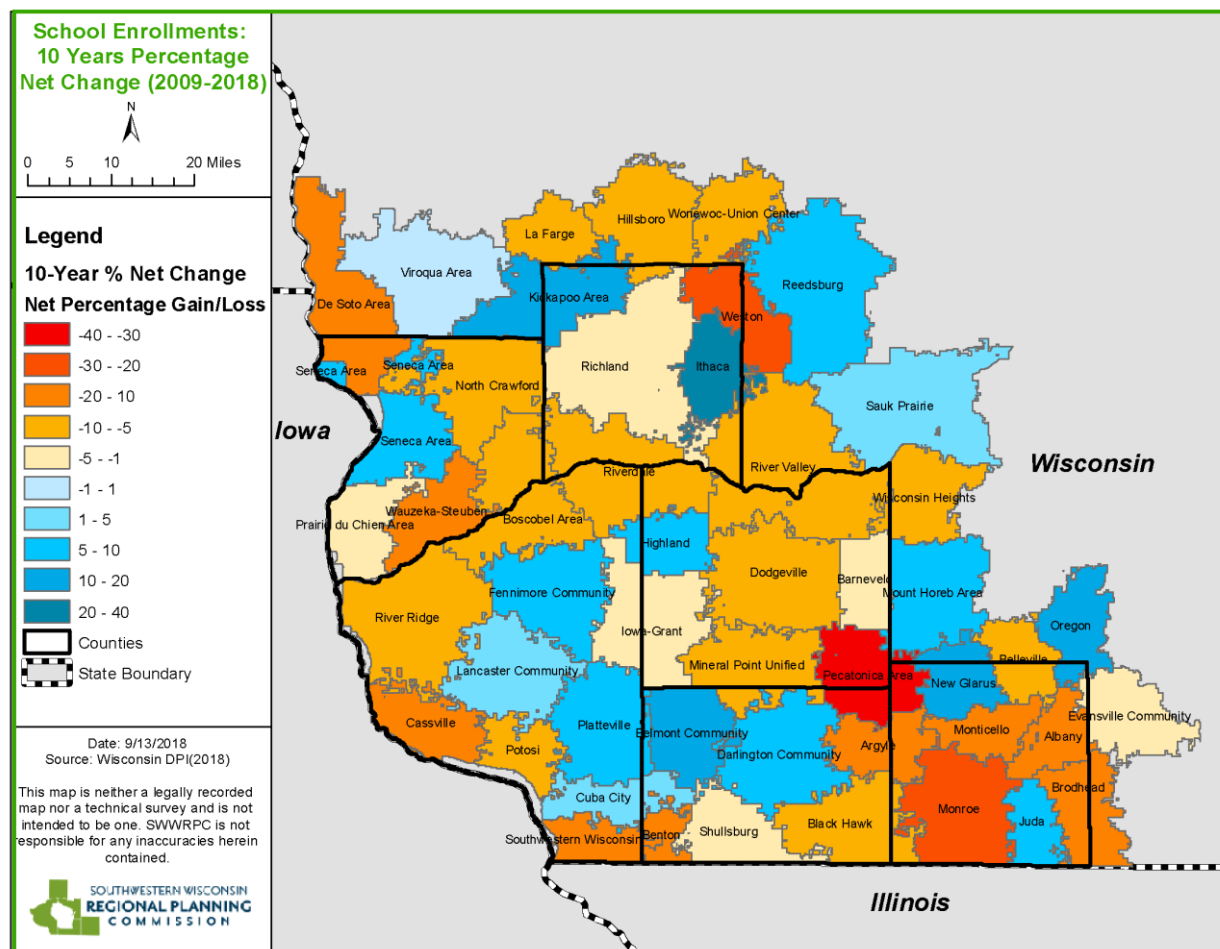 School Enrollments:
10 Years Percentage
Net Change (2009-2018)
N
0 5 10 20 Miles
Legend
10-Year % Net Change
Net Percentage Gain/Loss
-40 - -30
-30 - -20
-20 - 10
-10 - -5
-5 - -1
-1 - 1
1 - 5
5 - 10
10 - 20
20 - 40
Counties
State Boundary
Date: 9/13/2018
Source: Wisconsin DPI(2018)
This map is neither a legally recorded
map nor a technical survey and is not
intended to be one. SWWRPC is not
responsible for any inaccuracies herein
contained.
SOUTHWESTERN WISCONSIN
REGIONAL PLANNING
COMMISSION
Hillsboro
Wonewoc-Union Center
La Farge
Viroqua Area
Kickapoo Area
Reedsburg
De Soto Area
Weston
Seneca Area
Seneca Area
Richland
Ithaca
North Crawford
Sauk Prairie
Iowa
Seneca Area
Wisconsin
Riverdale
River Valley
Wisconsin Heights
Wauzeka-Steuben
Prairie du Chien Area
Boscobel Area
Highland
Dodgeville
Barneveld
Fennimore Community
Mount Horeb Area
River Ridge
Iowa-Grant
Oregon
Belleville
Lancaster Community
Mineral Point Unified
Pecatonica Area
New Glarus
Cassville
Platteville
Evansville Community
Belmont Community
Monticello
Albany
Potosi
Darlington Community
Argyle
Brodhead
Cuba City
Monroe
Juda
Southwestern Wisconsin
Benton
Shullsburg
Black Hawk
Illinois